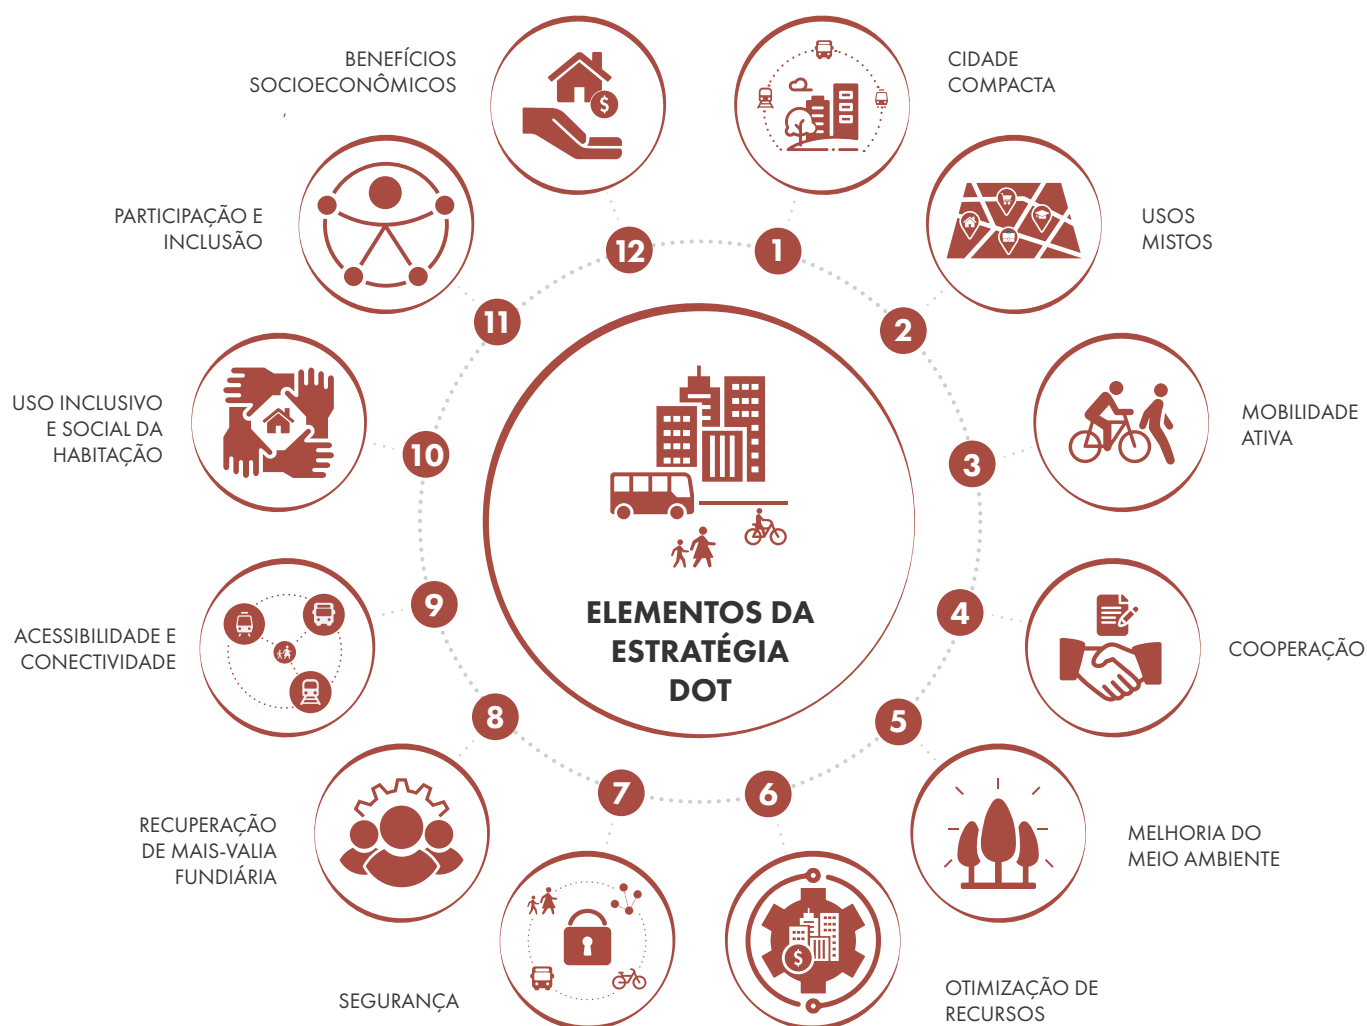 BENEFÍCIOS
SOCIOECONÔMICOS
CIDADE
COMPACTA
PARTICIPAÇÃO E
INCLUSÃO
USOS
MISTOS
12
1
11
2
USO INCLUSIVO
E SOCIAL DA
HABITAÇÃO
MOBILIDADE
ATIVA
10
3
ELEMENTOS DA
ESTRATÉGIA
DOT
9
4
ACESSIBILIDADE E
CONECTIVIDADE
COOPERAÇÃO
8
5
7
6
RECUPERAÇÃO
DE MAIS-VALIA
FUNDIÁRIA
MELHORIA DO
MEIO AMBIENTE
SEGURANÇA
OTIMIZAÇÃO DE
RECURSOS
$
$